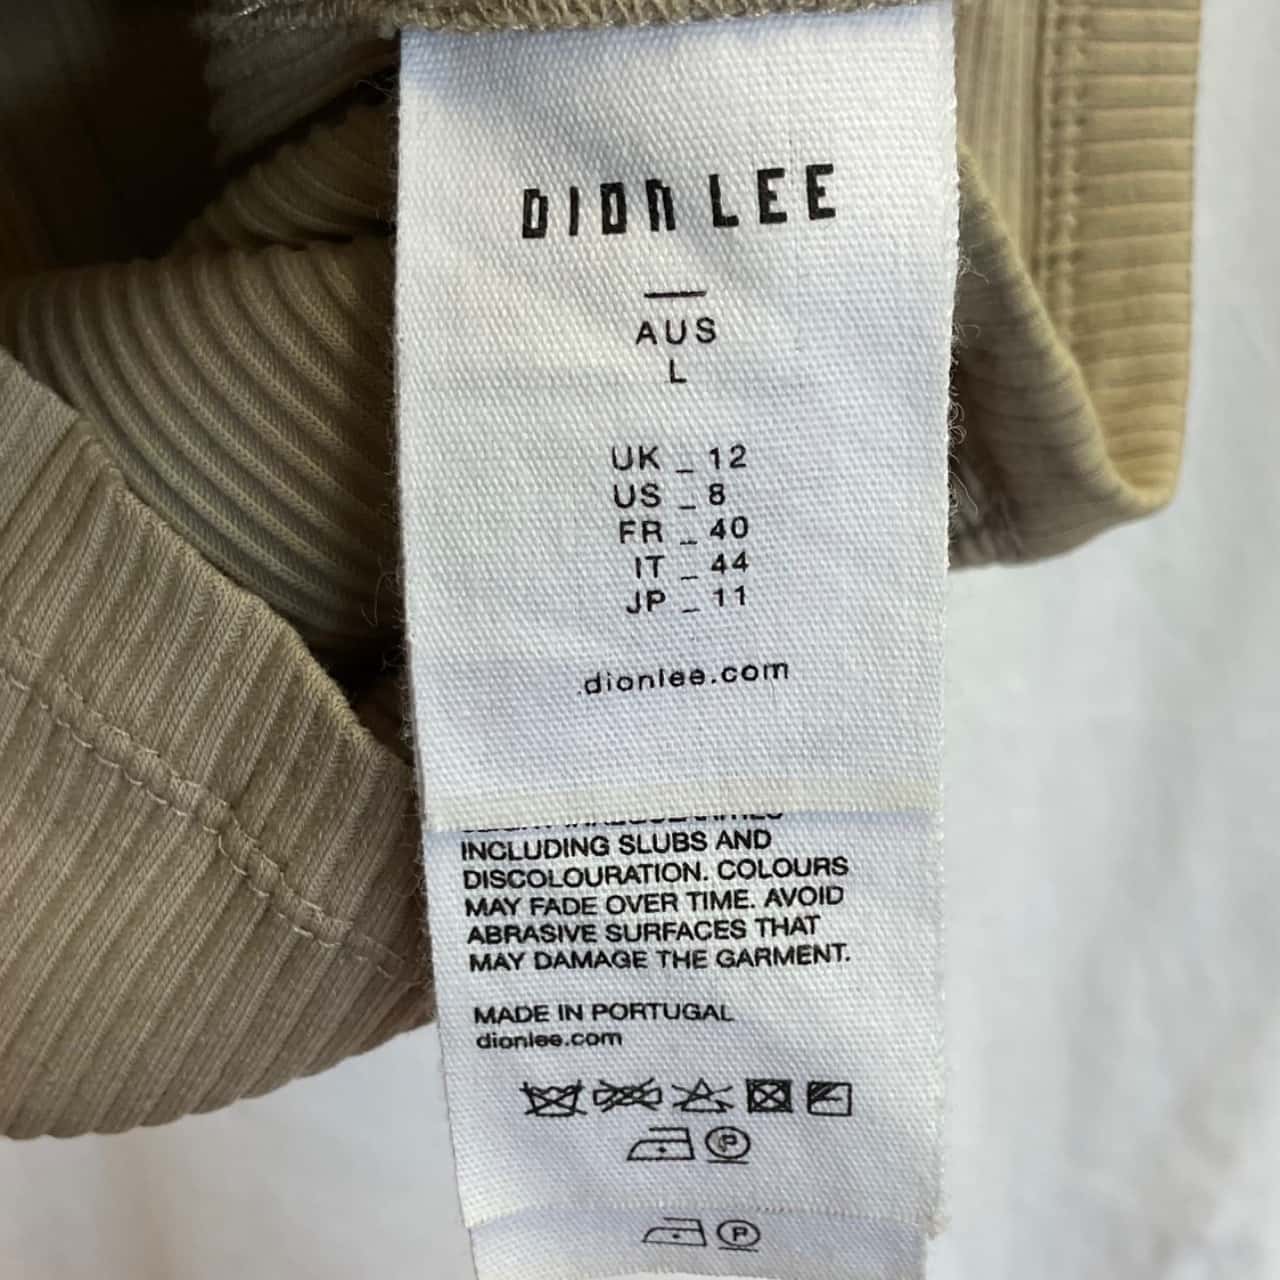 DION LEE
AUS
L
UK _ 12
US _ 8
FR _ 40
IT _ 44
JP _ 11
dionlee.com
INCLUDING SLUBS AND
DISCOLOURATION. COLOURS
MAY FADE OVER TIME. AVOID
ABRASIVE SURFACES THAT
MAY DAMAGE THE GARMENT.
MADE IN PORTUGAL
dionlee.com
P
P